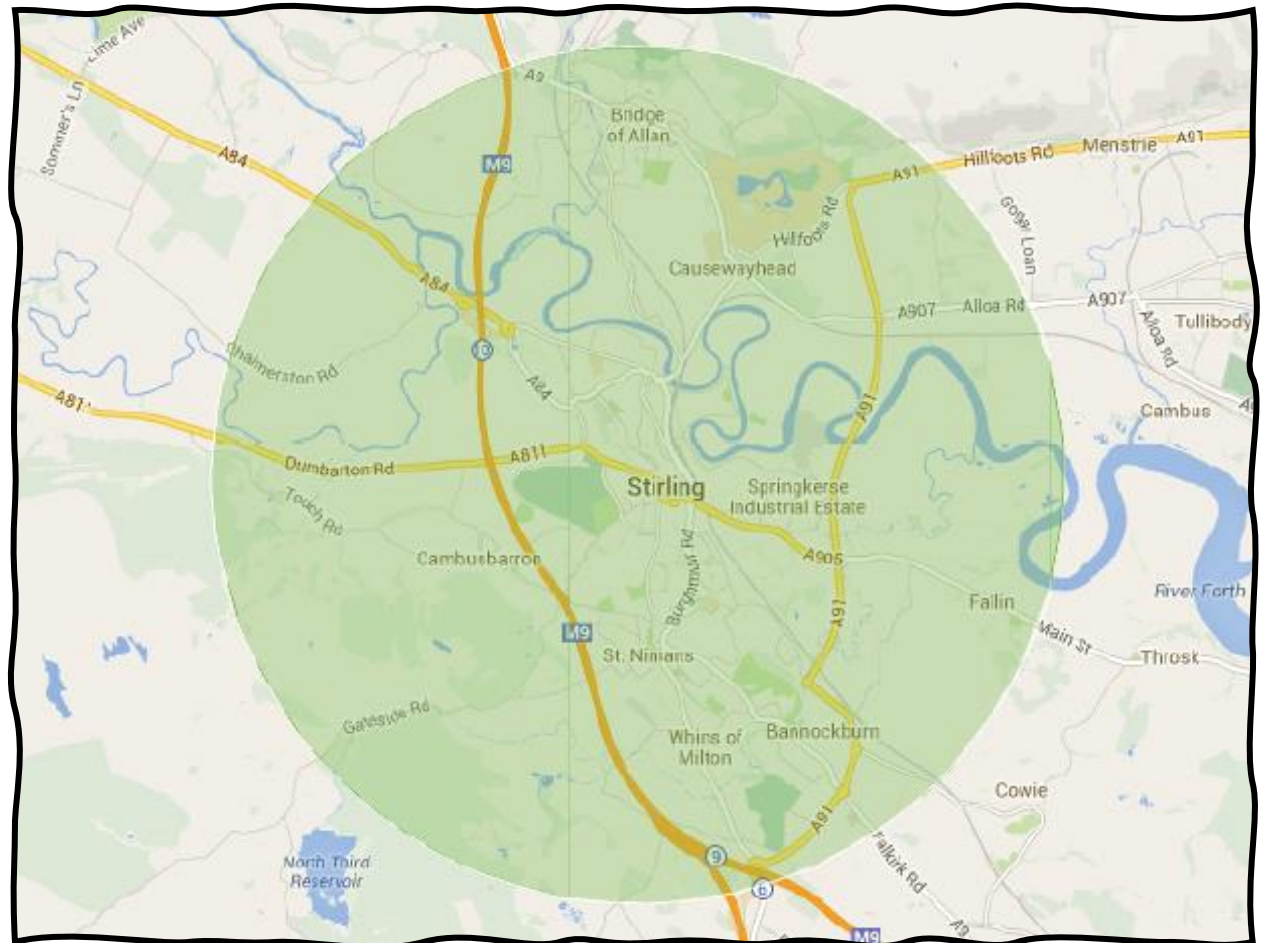 Lime Ave
Sommer's Ln
A9
Bridge
of Allan
A84
M9
A91
Hillfoots Rd
Menstrie
A91
Gogar Loan
Hillfoots Rd
Causewayhead
A84
A907
Alloa Rd
A907
Tullibody
Alloa Rd
Chalmerston Rd
10
A84
A811
A91
Cambus
Dumbarton Rd
A811
Stirling
Springkerse
Industrial Estate
Touch Rd
Cambusbarron
A905
Burghmuir Rd
Fallin
River Forth
A91
M9
St. Ninians
Main St
Throsk
Gateside Rd
Whins of
Milton
Bannockburn
Cowie
A91
North Third
Reservoir
9
Falkirk Rd
6
A9
M9